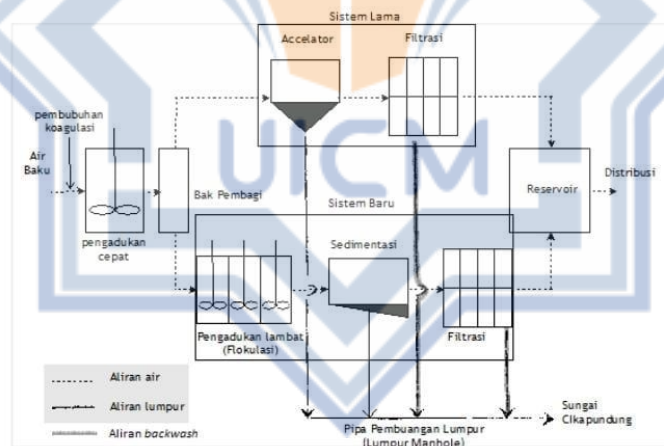 Sistem Lama
Accelator
Filtrasi
pembubuhan
koagulasi
Air
Baku
UICM
Bak Pembagi
pengadukan
cepat
Reservoir
Distribusi
Sistem Baru
Sedimentasi
Pengadukan lambat
(Flokulasi)
Filtrasi
Aliran air
Aliran lumpur
Aliran backwash
Pipa Pembuangan Lumpur
(Lumpur Manhole)
Sungai
Cikapundung